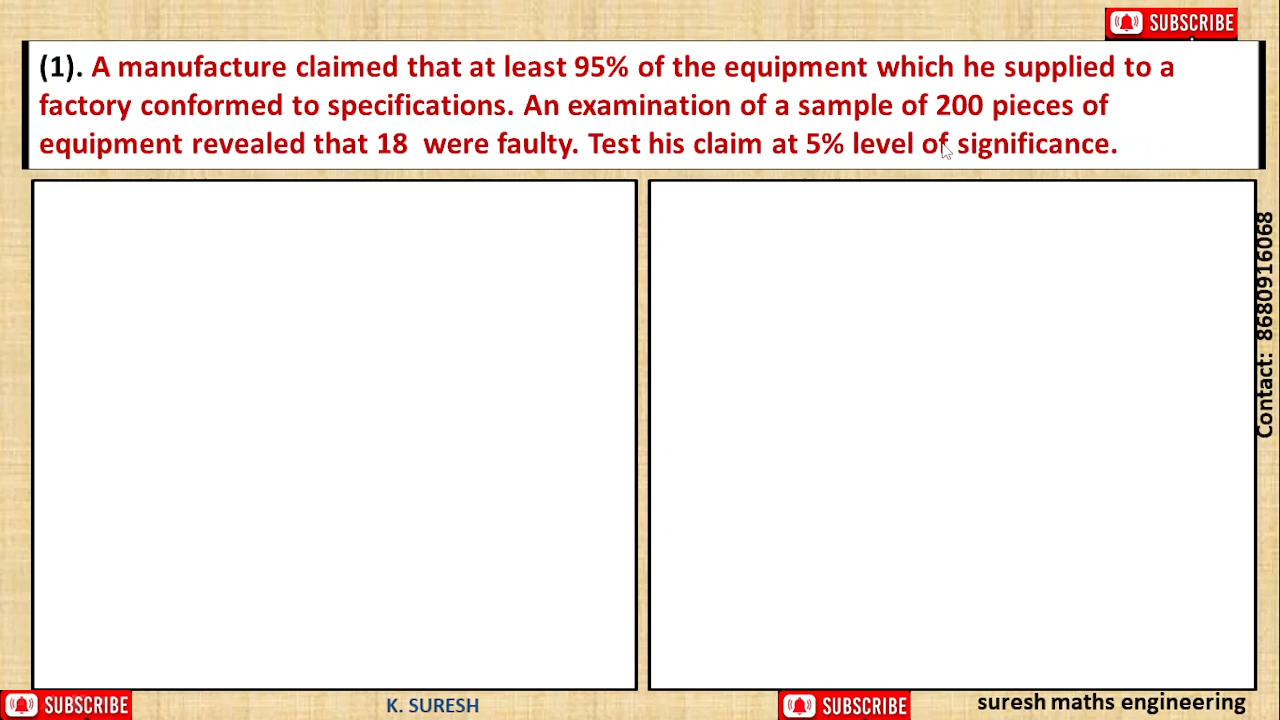 SUBSCRIBE
(1). A manufacture claimed that at least 95% of the equipment which he supplied to a
factory conformed to specifications. An examination of a sample of 200 pieces of
equipment revealed that 18 were faulty. Test his claim at 5% level of significance.
Contact: 8680916068
SUBSCRIBE
K. SURESH
SUBSCRIBE
suresh maths engineering